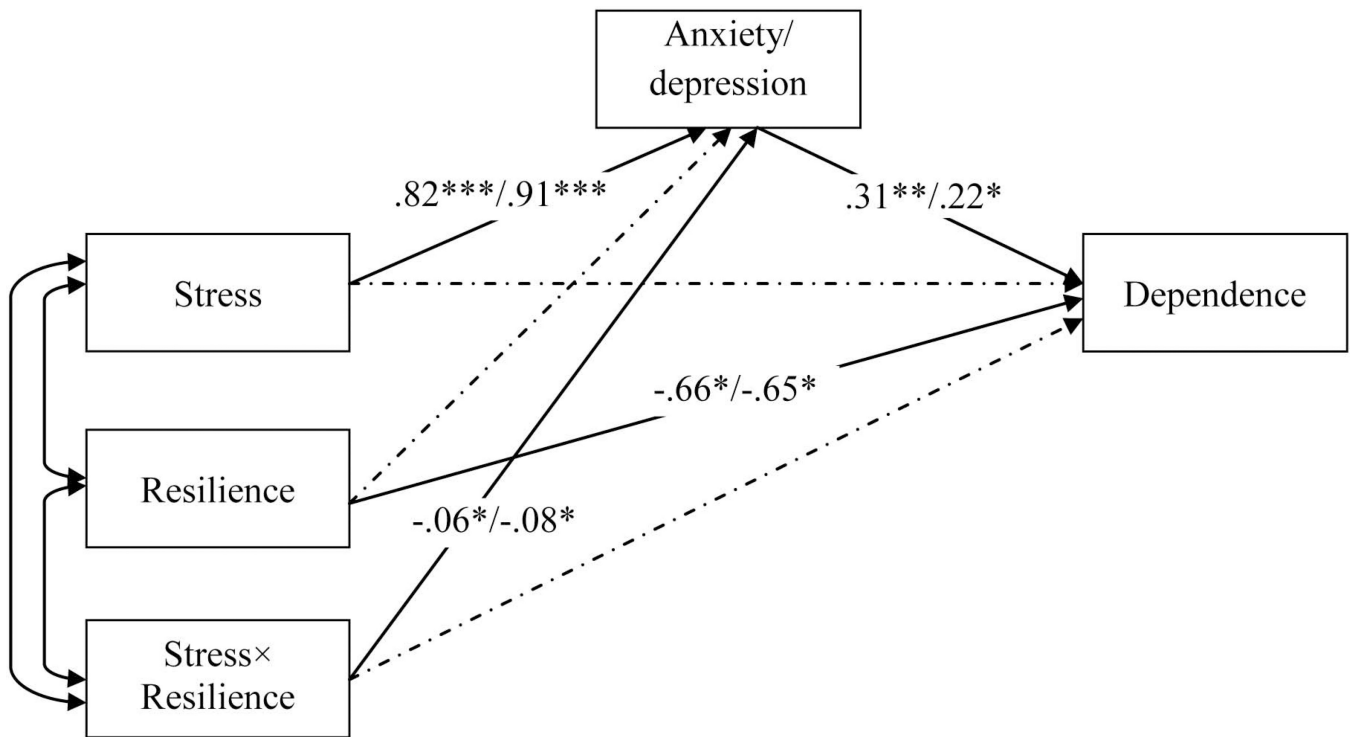 Anxiety/
depression
.82***/.91***
.31**/.22*
Stress
Dependence
-.66*/-.65*
Resilience
-.06*/-.08*
Stress×
Resilience